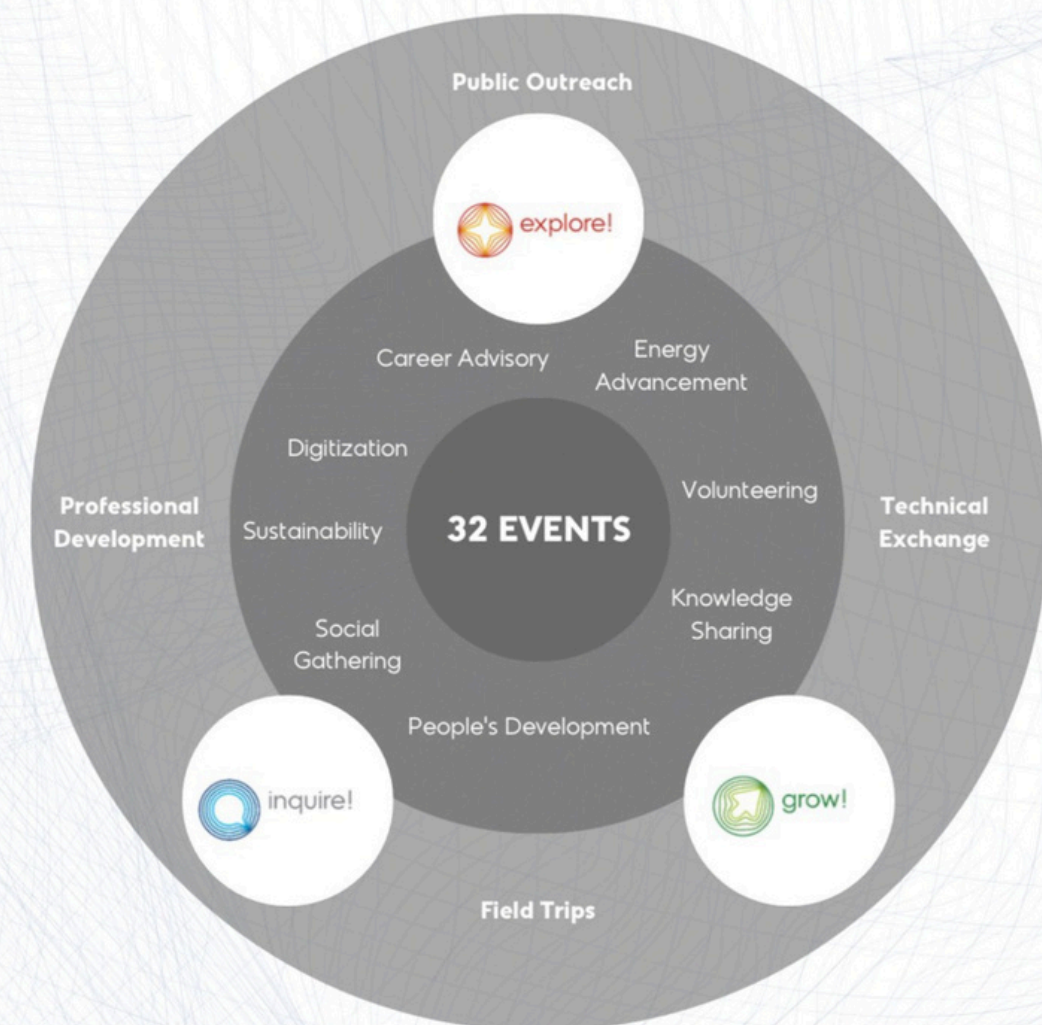 Public Outreach
explore!
Career Advisory
Energy
Advancement
Digitization
Volunteering
Professional
Development
Sustainability
32 EVENTS
Technical
Exchange
Knowledge
Sharing
Social
Gathering
People's Development
inquire!
grow!
Field Trips